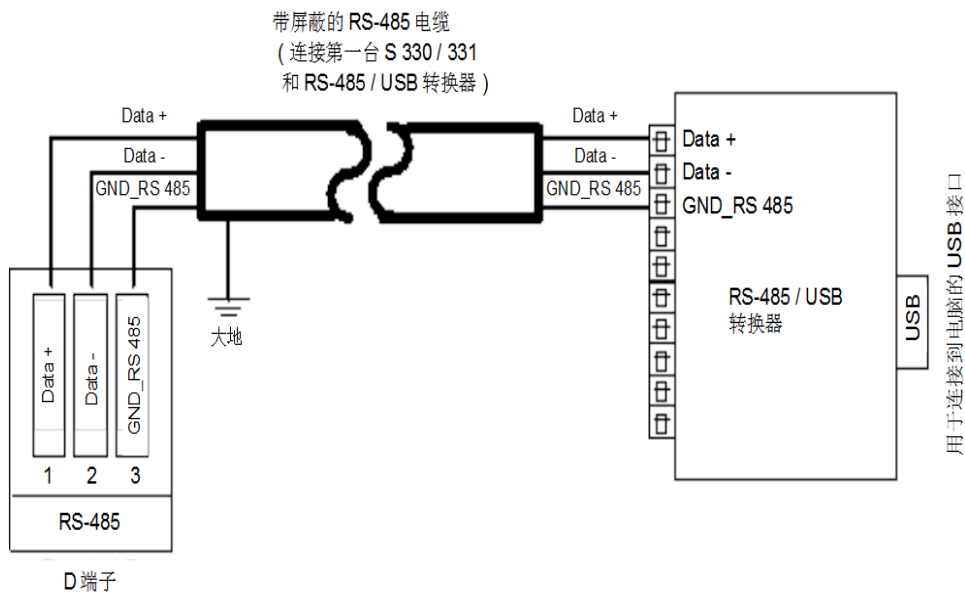 带屏蔽的 RS-485 电缆
( 连接第一台 S 330 / 331
和 RS-485 / USB 转换器 )
Data +
Data -
GND_RS 485
Data +
Data -
GND_RS 485
Data +
Data -
GND_RS 485
RS-485 / USB
转换器
USB
用于连接到电脑的 USB 接口
大地
Data +
Data -
GND_RS 485
1 2 3
RS-485
D 端子